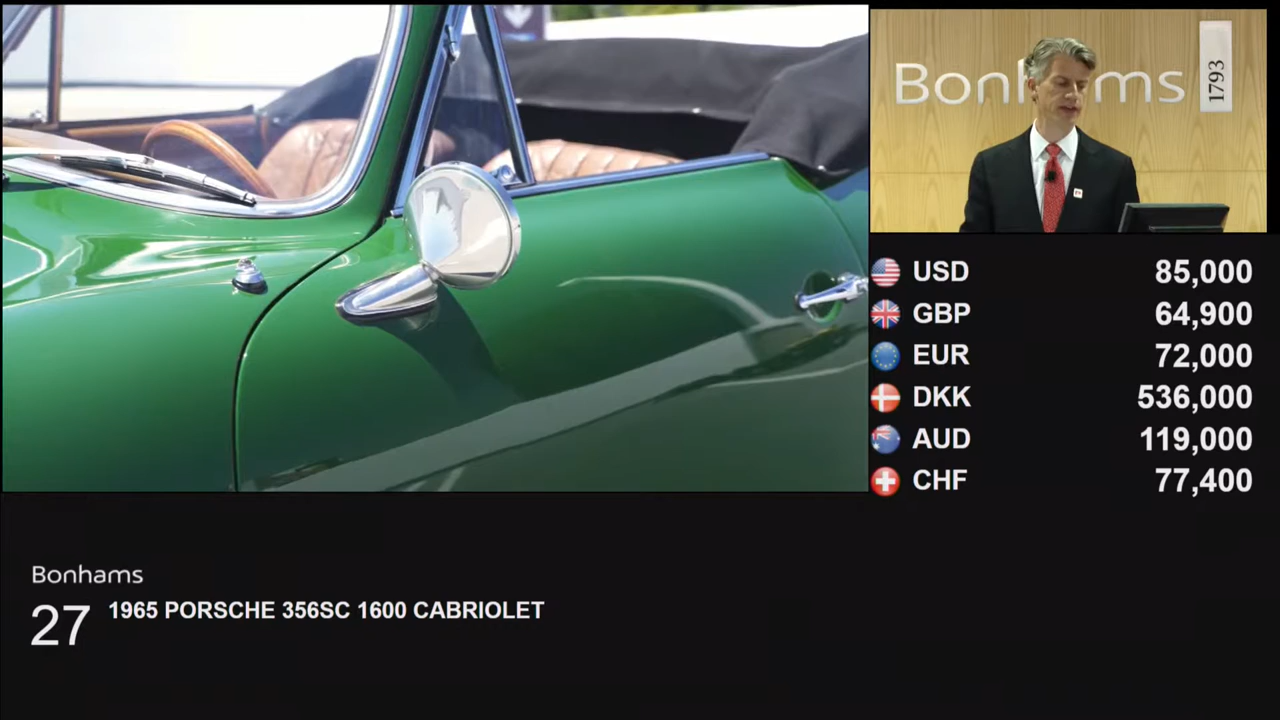 Bonhams
1793
USD 85,000
GBP 64,900
EUR 72,000
DKK 536,000
AUD 119,000
CHF 77,400
Bonhams
27 1965 PORSCHE 356SC 1600 CABRIOLET